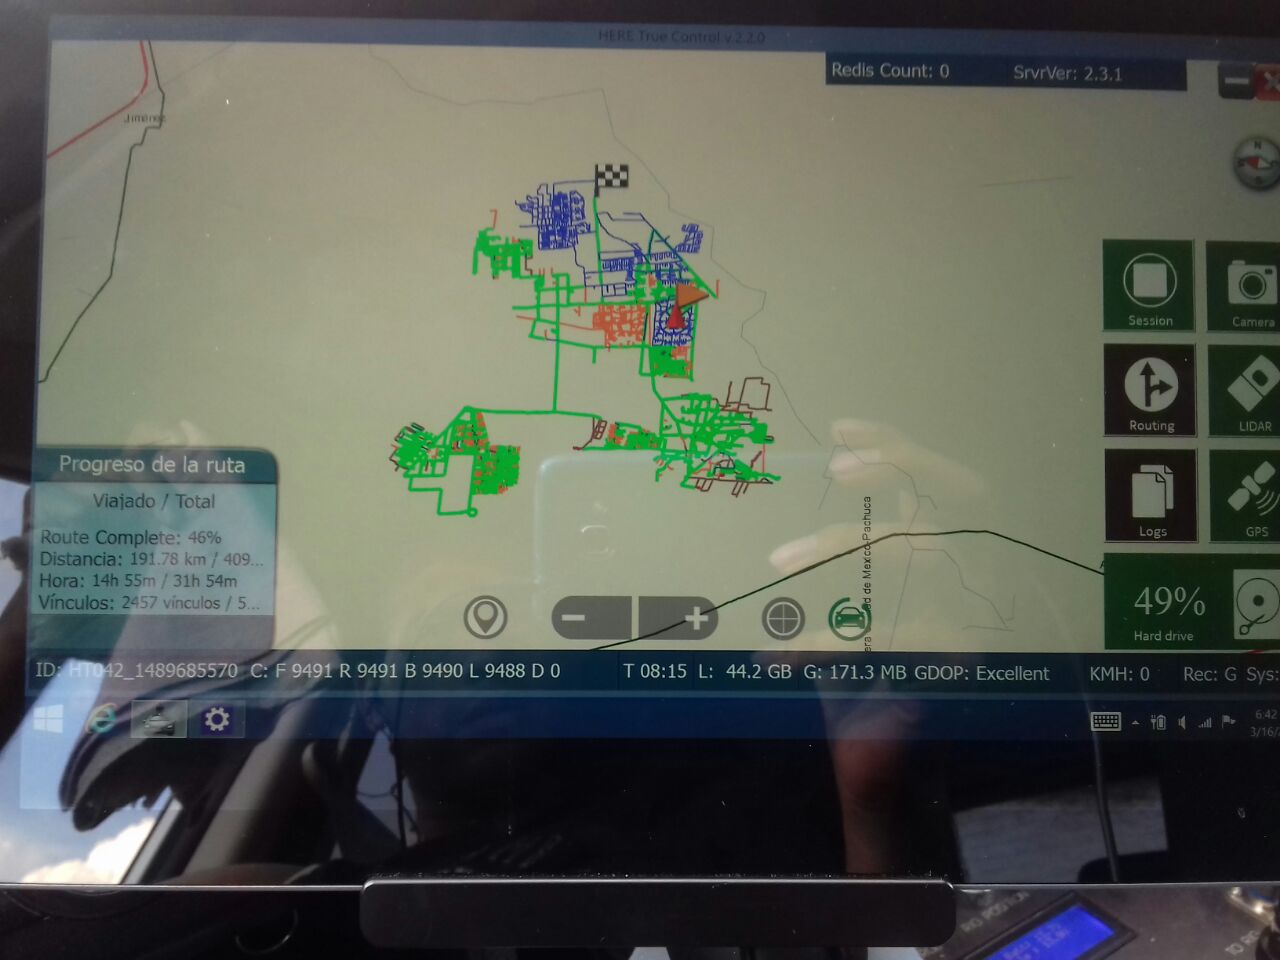 HERE True Control v.2.2.0
Redis Count: 0 SrvrVer: 2.3.1
Jiménez
N
Session
Camera
Routing
LIDAR
Logs
GPS
49%
Hard drive
Progreso de la ruta
Viajado / Total
Route Complete: 46%
Distancia: 191.78 km / 409...
Hora: 14h 55m / 31h 54m
Vínculos: 2457 vínculos / 5...
de Mexico-Pachuca
ID: HT042_1489685570 C: F 9491 R 9491 B 9490 L 9488 D 0 T 08:15 L: 44.2 GB G: 171.3 MB GDOP: Excellent KMH: 0 Rec: G Sys:
6:42
3/16/
POSITION